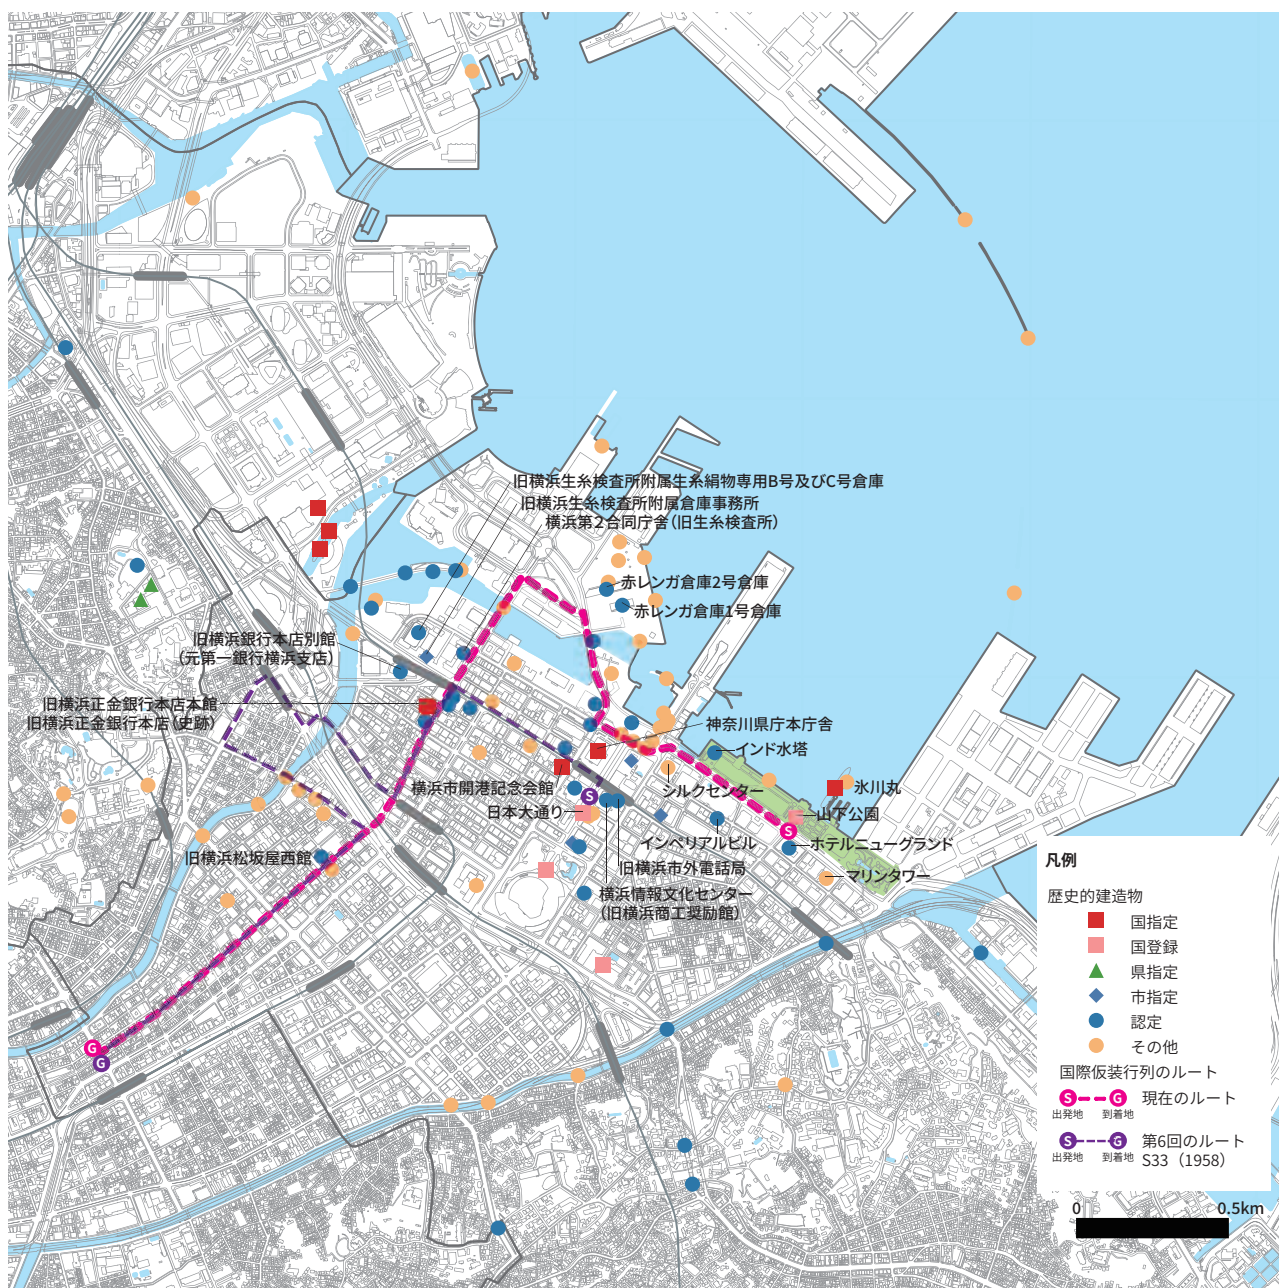 旧横浜生糸検査所附属生糸絹物専用B号及びC号倉庫
旧横浜生糸検査所附属倉庫事務所
横浜第2合同庁舎（旧生糸検査所）
赤レンガ倉庫2号倉庫
赤レンガ倉庫1号倉庫
旧横浜銀行本店別館
（元第一銀行横浜支店）
旧横浜正金銀行本店本館
旧横浜正金銀行本店（史跡）
神奈川県庁本庁舎
インド水塔
横浜市開港記念会館
シルクセンター
氷川丸
S
日本大通り
山下公園
S
インペリアルビル
ホテルニューグランド
旧横浜松坂屋西館
旧横浜市外電話局
マリンタワー
横浜情報文化センター
（旧横浜商工奨励館）
G
G
凡例
歴史的建造物
国指定
国登録
県指定
市指定
認定
その他
国際仮装行列のルート
S G 現在のルート
出発地 到着地
S G 第6回のルート
出発地 到着地 S33（1958）
0 0.5km